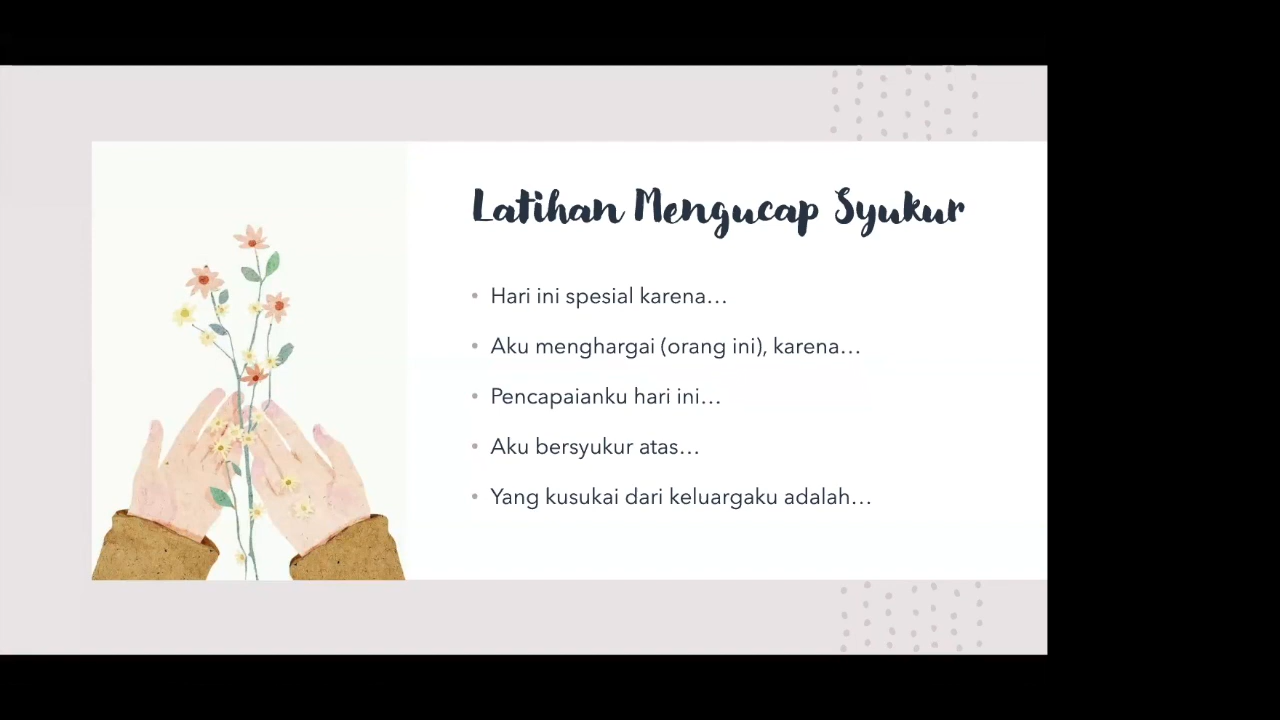 Latihan Mengucap Syukur
• Hari ini spesial karena…
• Aku menghargai (orang ini), karena…
• Pencapaianku hari ini…
• Aku bersyukur atas…
• Yang kusukai dari keluargaku adalah…